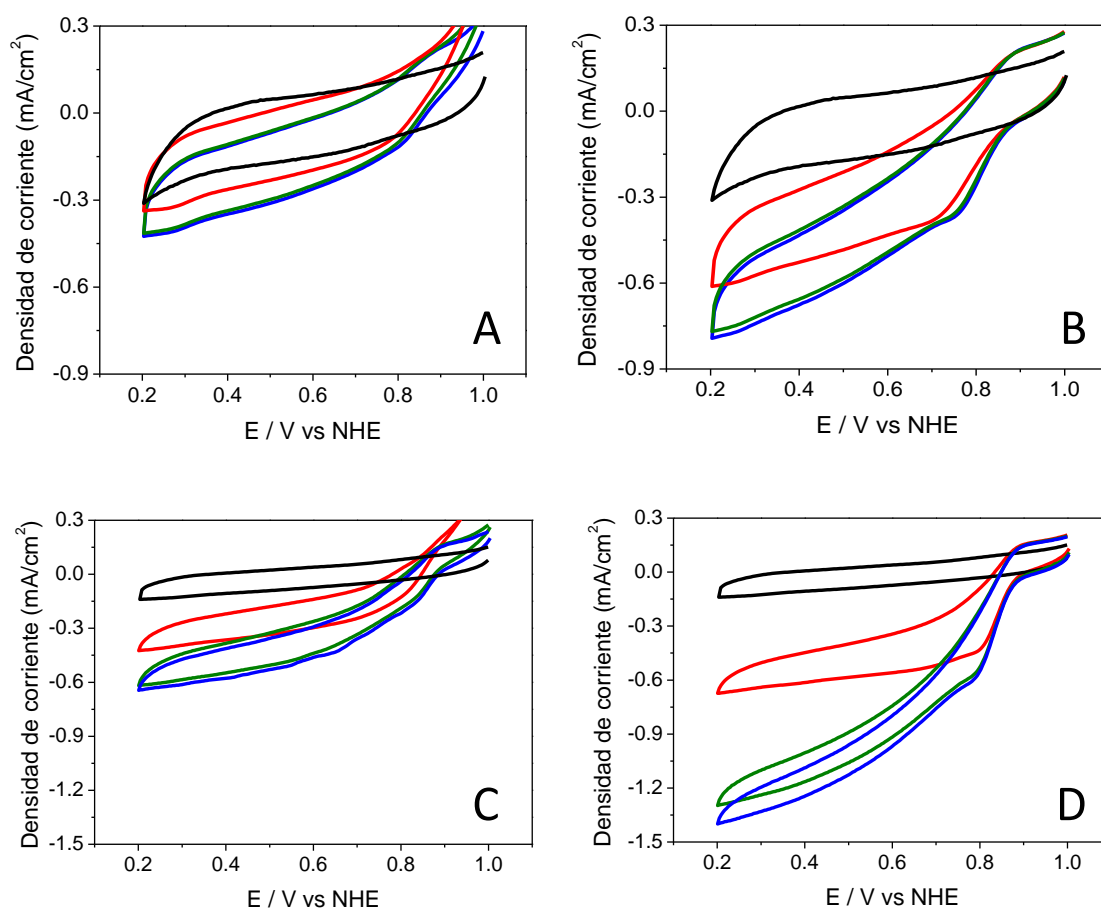 Densidad de corriente (mA/cm²)
0.3
0.0
-0.3
-0.6
-0.9
A
0.2 0.4 0.6 0.8 1.0
E / V vs NHE
Densidad de corriente (mA/cm²)
0.3
0.0
-0.3
-0.6
-0.9
B
0.2 0.4 0.6 0.8 1.0
E / V vs NHE
Densidad de corriente (mA/cm²)
0.3
0.0
-0.3
-0.6
-0.9
-1.2
-1.5
C
0.2 0.4 0.6 0.8 1.0
E / V vs NHE
Densidad de corriente (mA/cm²)
0.3
0.0
-0.3
-0.6
-0.9
-1.2
-1.5
D
0.2 0.4 0.6 0.8 1.0
E / V vs NHE